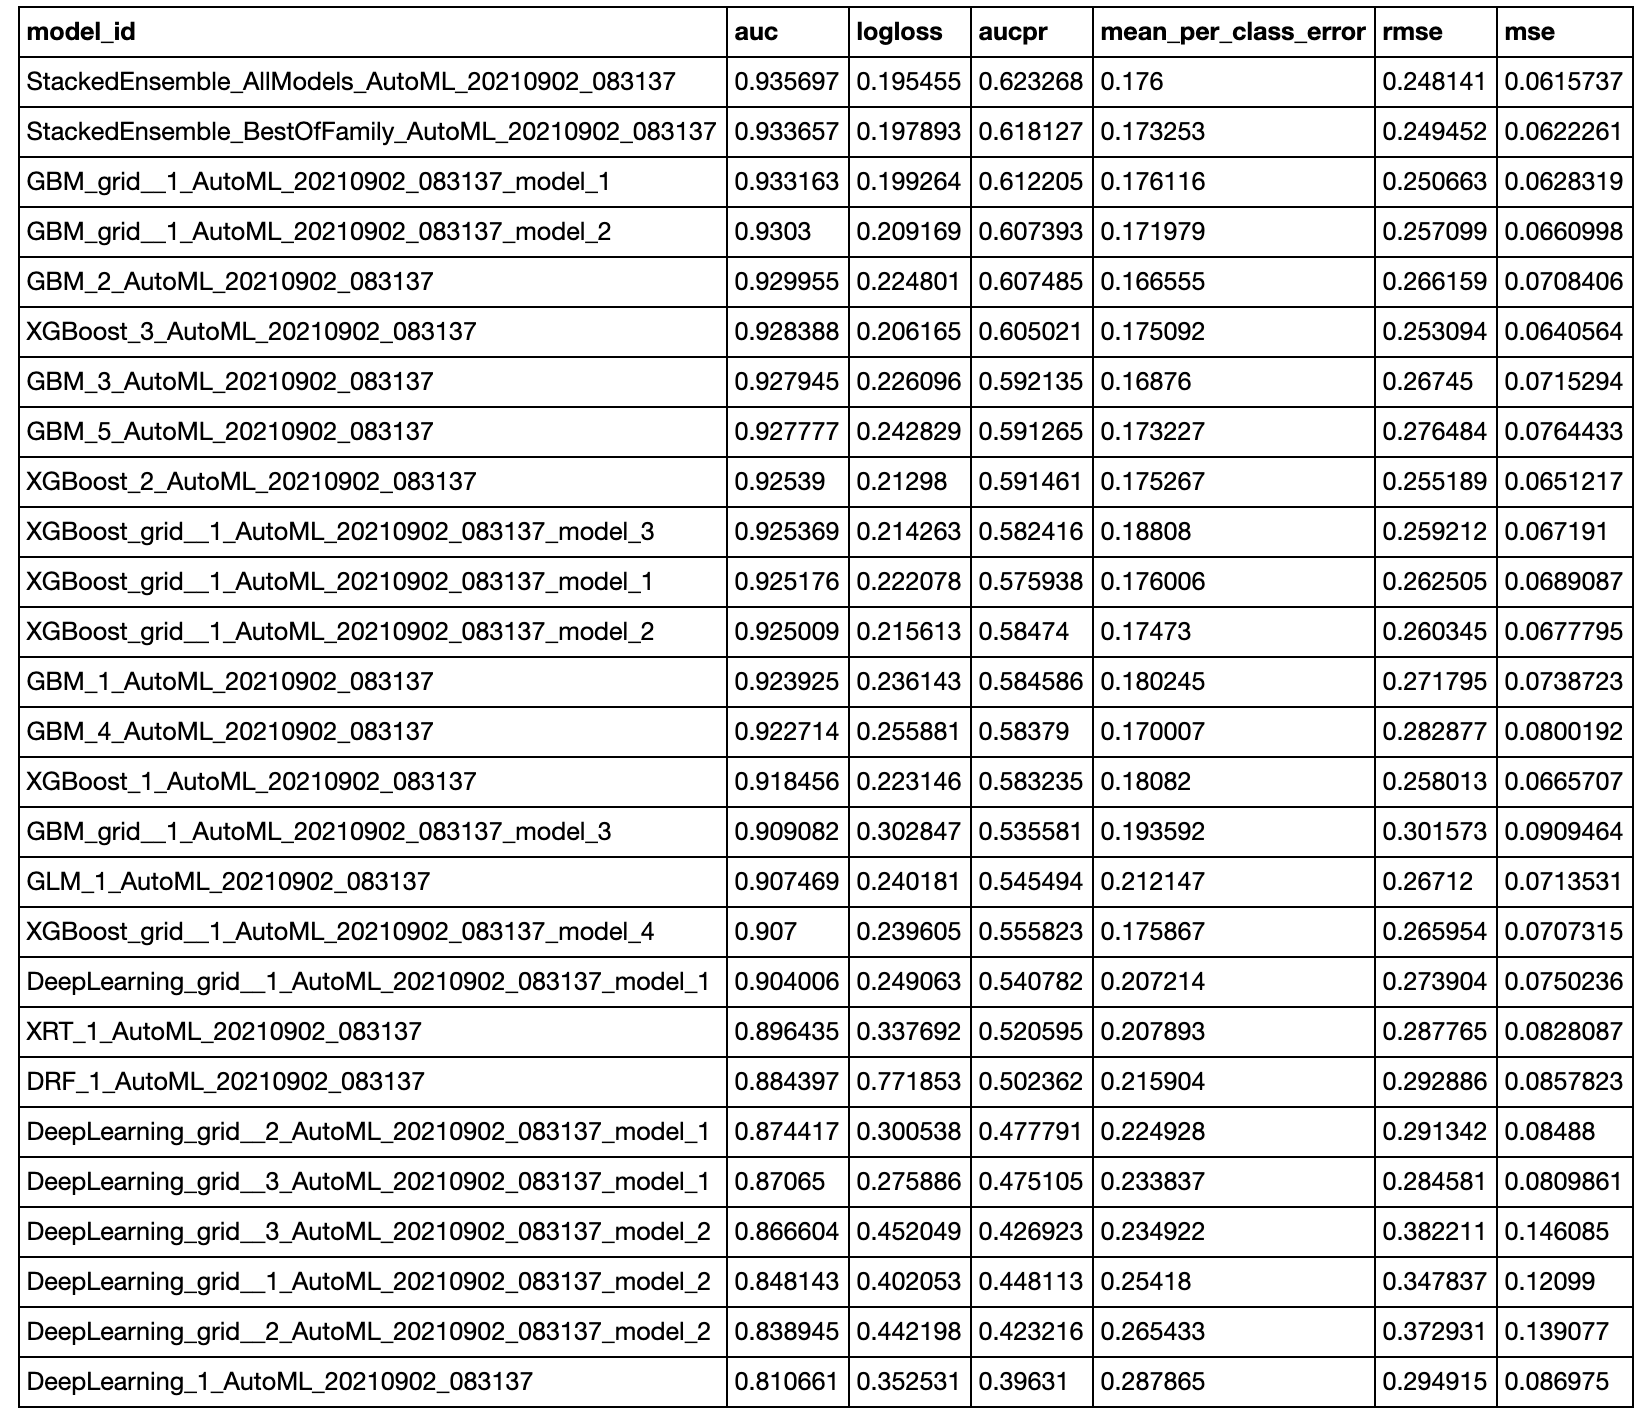 model_id auc logloss aucpr mean_per_class_error rmse mse
StackedEnsemble_AllModels_AutoML_20210902_083137 0.935697 0.195455 0.623268 0.176 0.248141 0.0615737
StackedEnsemble_BestOfFamily_AutoML_20210902_083137 0.933657 0.197893 0.618127 0.173253 0.249452 0.0622261
GBM_grid__1_AutoML_20210902_083137_model_1 0.933163 0.199264 0.612205 0.176116 0.250663 0.0628319
GBM_grid__1_AutoML_20210902_083137_model_2 0.9303 0.209169 0.607393 0.171979 0.257099 0.0660998
GBM_2_AutoML_20210902_083137 0.929955 0.224801 0.607485 0.166555 0.266159 0.0708406
XGBoost_3_AutoML_20210902_083137 0.928388 0.206165 0.605021 0.175092 0.253094 0.0640564
GBM_3_AutoML_20210902_083137 0.927945 0.226096 0.592135 0.16876 0.26745 0.0715294
GBM_5_AutoML_20210902_083137 0.927777 0.242829 0.591265 0.173227 0.276484 0.0764433
XGBoost_2_AutoML_20210902_083137 0.92539 0.21298 0.591461 0.175267 0.255189 0.0651217
XGBoost_grid__1_AutoML_20210902_083137_model_3 0.925369 0.214263 0.582416 0.18808 0.259212 0.067191
XGBoost_grid__1_AutoML_20210902_083137_model_1 0.925176 0.222078 0.575938 0.176006 0.262505 0.0689087
XGBoost_grid__1_AutoML_20210902_083137_model_2 0.925009 0.215613 0.58474 0.17473 0.260345 0.0677795
GBM_1_AutoML_20210902_083137 0.923925 0.236143 0.584586 0.180245 0.271795 0.0738723
GBM_4_AutoML_20210902_083137 0.922714 0.255881 0.58379 0.170007 0.282877 0.0800192
XGBoost_1_AutoML_20210902_083137 0.918456 0.223146 0.583235 0.18082 0.258013 0.0665707
GBM_grid__1_AutoML_20210902_083137_model_3 0.909082 0.302847 0.535581 0.193592 0.301573 0.0909464
GLM_1_AutoML_20210902_083137 0.907469 0.240181 0.545494 0.212147 0.26712 0.0713531
XGBoost_grid__1_AutoML_20210902_083137_model_4 0.907 0.239605 0.555823 0.175867 0.265954 0.0707315
DeepLearning_grid__1_AutoML_20210902_083137_model_1 0.904006 0.249063 0.540782 0.207214 0.273904 0.0750236
XRT_1_AutoML_20210902_083137 0.896435 0.337692 0.520595 0.207893 0.287765 0.0828087
DRF_1_AutoML_20210902_083137 0.884397 0.771853 0.502362 0.215904 0.292886 0.0857823
DeepLearning_grid__2_AutoML_20210902_083137_model_1 0.874417 0.300538 0.477791 0.224928 0.291342 0.08488
DeepLearning_grid__3_AutoML_20210902_083137_model_1 0.87065 0.275886 0.475105 0.233837 0.284581 0.0809861
DeepLearning_grid__3_AutoML_20210902_083137_model_2 0.866604 0.452049 0.426923 0.234922 0.382211 0.146085
DeepLearning_grid__1_AutoML_20210902_083137_model_2 0.848143 0.402053 0.448113 0.25418 0.347837 0.12099
DeepLearning_grid__2_AutoML_20210902_083137_model_2 0.838945 0.442198 0.423216 0.265433 0.372931 0.139077
DeepLearning_1_AutoML_20210902_083137 0.810661 0.352531 0.39631 0.287865 0.294915 0.086975